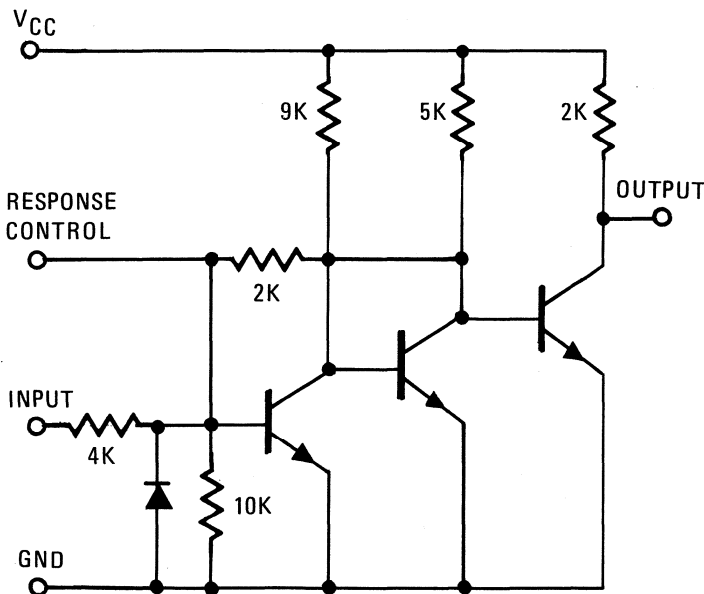 VCC
9K
5K
2K
OUTPUT
RESPONSE
CONTROL
2K
INPUT
4K
10K
GND